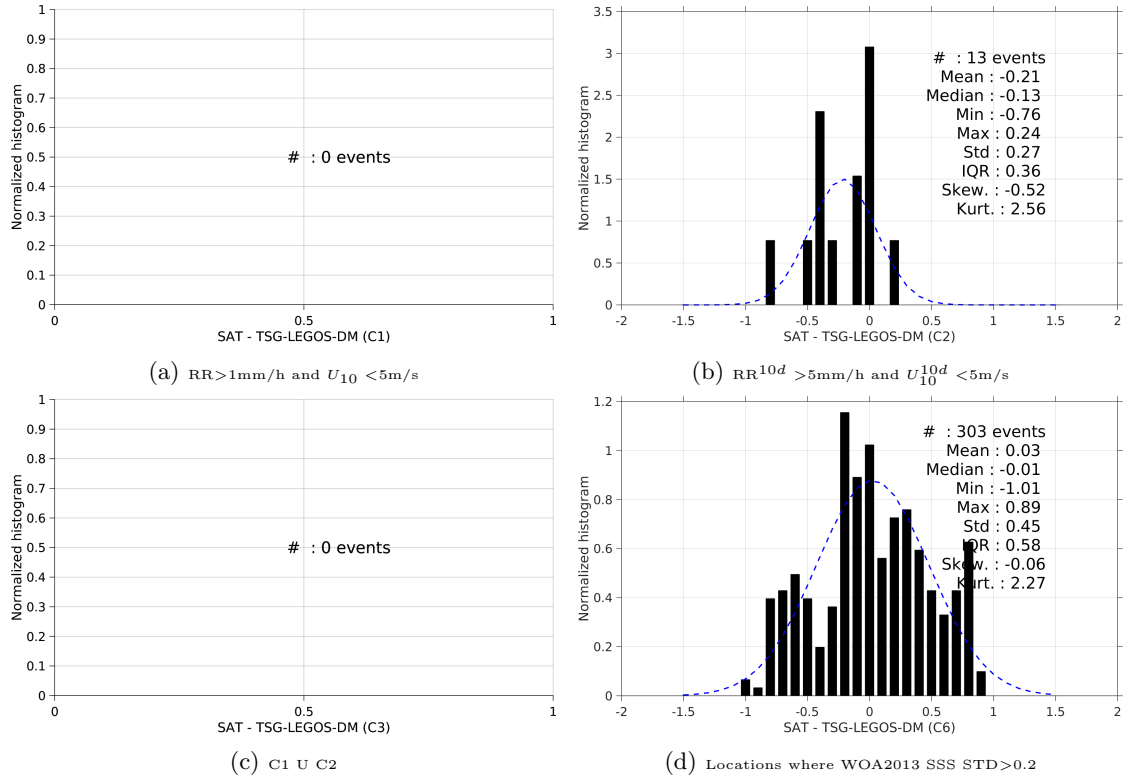 1
0.9
0.8
0.7
0.6
0.5
0.4
0.3
0.2
0.1
0
Normalized histogram
# : 0 events
0 0.5 1
SAT - TSG-LEGOS-DM (C1)
(a) RR>1mm/h and U10 <5m/s
3.5
3
2.5
2
1.5
1
0.5
0
Normalized histogram
# : 13 events
Mean : -0.21
Median : -0.13
Min : -0.76
Max : 0.24
Std : 0.27
IQR : 0.36
Skew. : -0.52
Kurt. : 2.56
-2 -1.5 -1 -0.5 0 0.5 1 1.5 2
SAT - TSG-LEGOS-DM (C2)
(b) RR^10d >5mm/h and U10^10d <5m/s
1
0.9
0.8
0.7
0.6
0.5
0.4
0.3
0.2
0.1
0
Normalized histogram
# : 0 events
0 0.5 1
SAT - TSG-LEGOS-DM (C3)
(c) C1 U C2
1.2
1
0.8
0.6
0.4
0.2
0
Normalized histogram
# : 303 events
Mean : 0.03
Median : -0.01
Min : -1.01
Max : 0.89
Std : 0.45
IQR : 0.58
Skew. : -0.06
Kurt. : 2.27
-2 -1.5 -1 -0.5 0 0.5 1 1.5 2
SAT - TSG-LEGOS-DM (C6)
(d) Locations where WOA2013 SSS STD>0.2